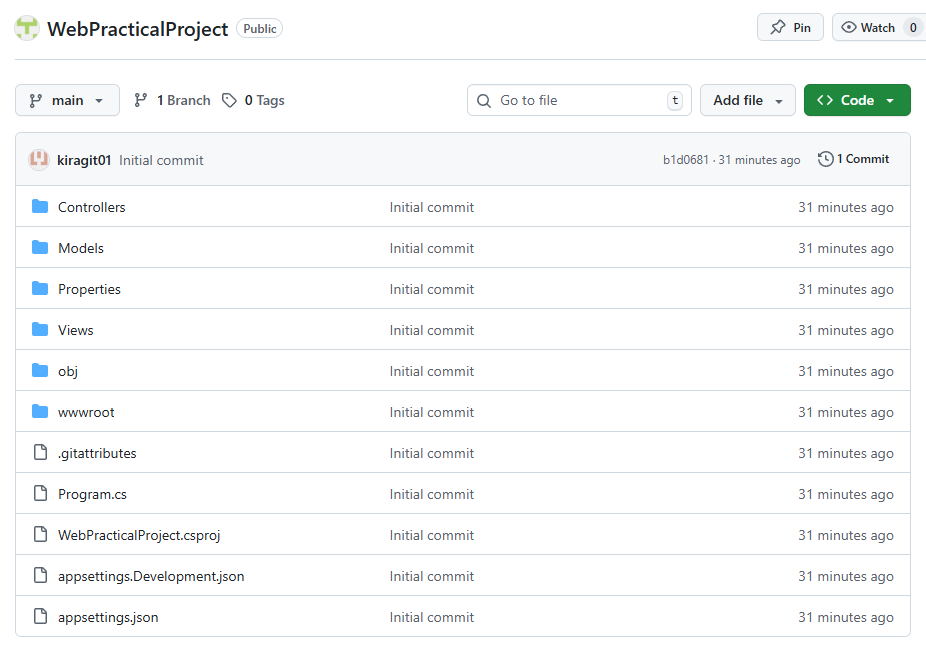 WebPracticalProject Public Pin Watch 0
main 1 Branch 0 Tags Go to file t Add file Code
kiragit01 Initial commit b1d0681 · 31 minutes ago 1 Commit
Controllers Initial commit 31 minutes ago
Models Initial commit 31 minutes ago
Properties Initial commit 31 minutes ago
Views Initial commit 31 minutes ago
obj Initial commit 31 minutes ago
wwwroot Initial commit 31 minutes ago
.gitattributes Initial commit 31 minutes ago
Program.cs Initial commit 31 minutes ago
WebPracticalProject.csproj Initial commit 31 minutes ago
appsettings.Development.json Initial commit 31 minutes ago
appsettings.json Initial commit 31 minutes ago